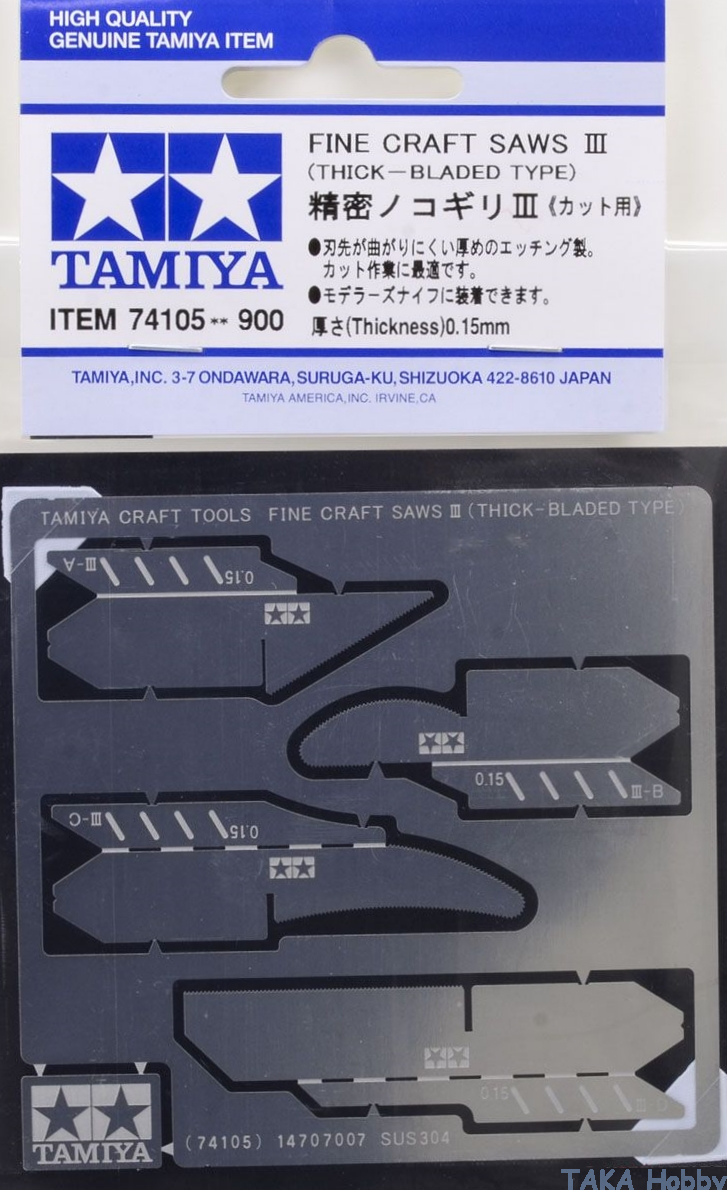 HIGH QUALITY
GENUINE TAMIYA ITEM
TAMIYA
ITEM 74105** 900
FINE CRAFT SAWS Ⅲ
(THICK-BLADED TYPE)
精密ノコギリⅢ《カット用》
●刃先が曲がりにくい厚めのエッチング製。
カット作業に最適です。
●モデラーズナイフに装着できます。
厚さ(Thickness)0.15mm
TAMIYA,INC. 3-7 ONDAWARA,SURUGA-KU,SHIZUOKA 422-8610 JAPAN
TAMIYA AMERICA,INC. IRVINE,CA
TAMIYA CRAFT TOOLS FINE CRAFT SAWS Ⅲ (THICK-BLADED TYPE)
Ⅲ-A 0.15
0.15 Ⅲ-B
Ⅲ-C 0.15
0.15 Ⅲ-D
TAMIYA
(74105) 14707007 SUS304
TAKA Hobby